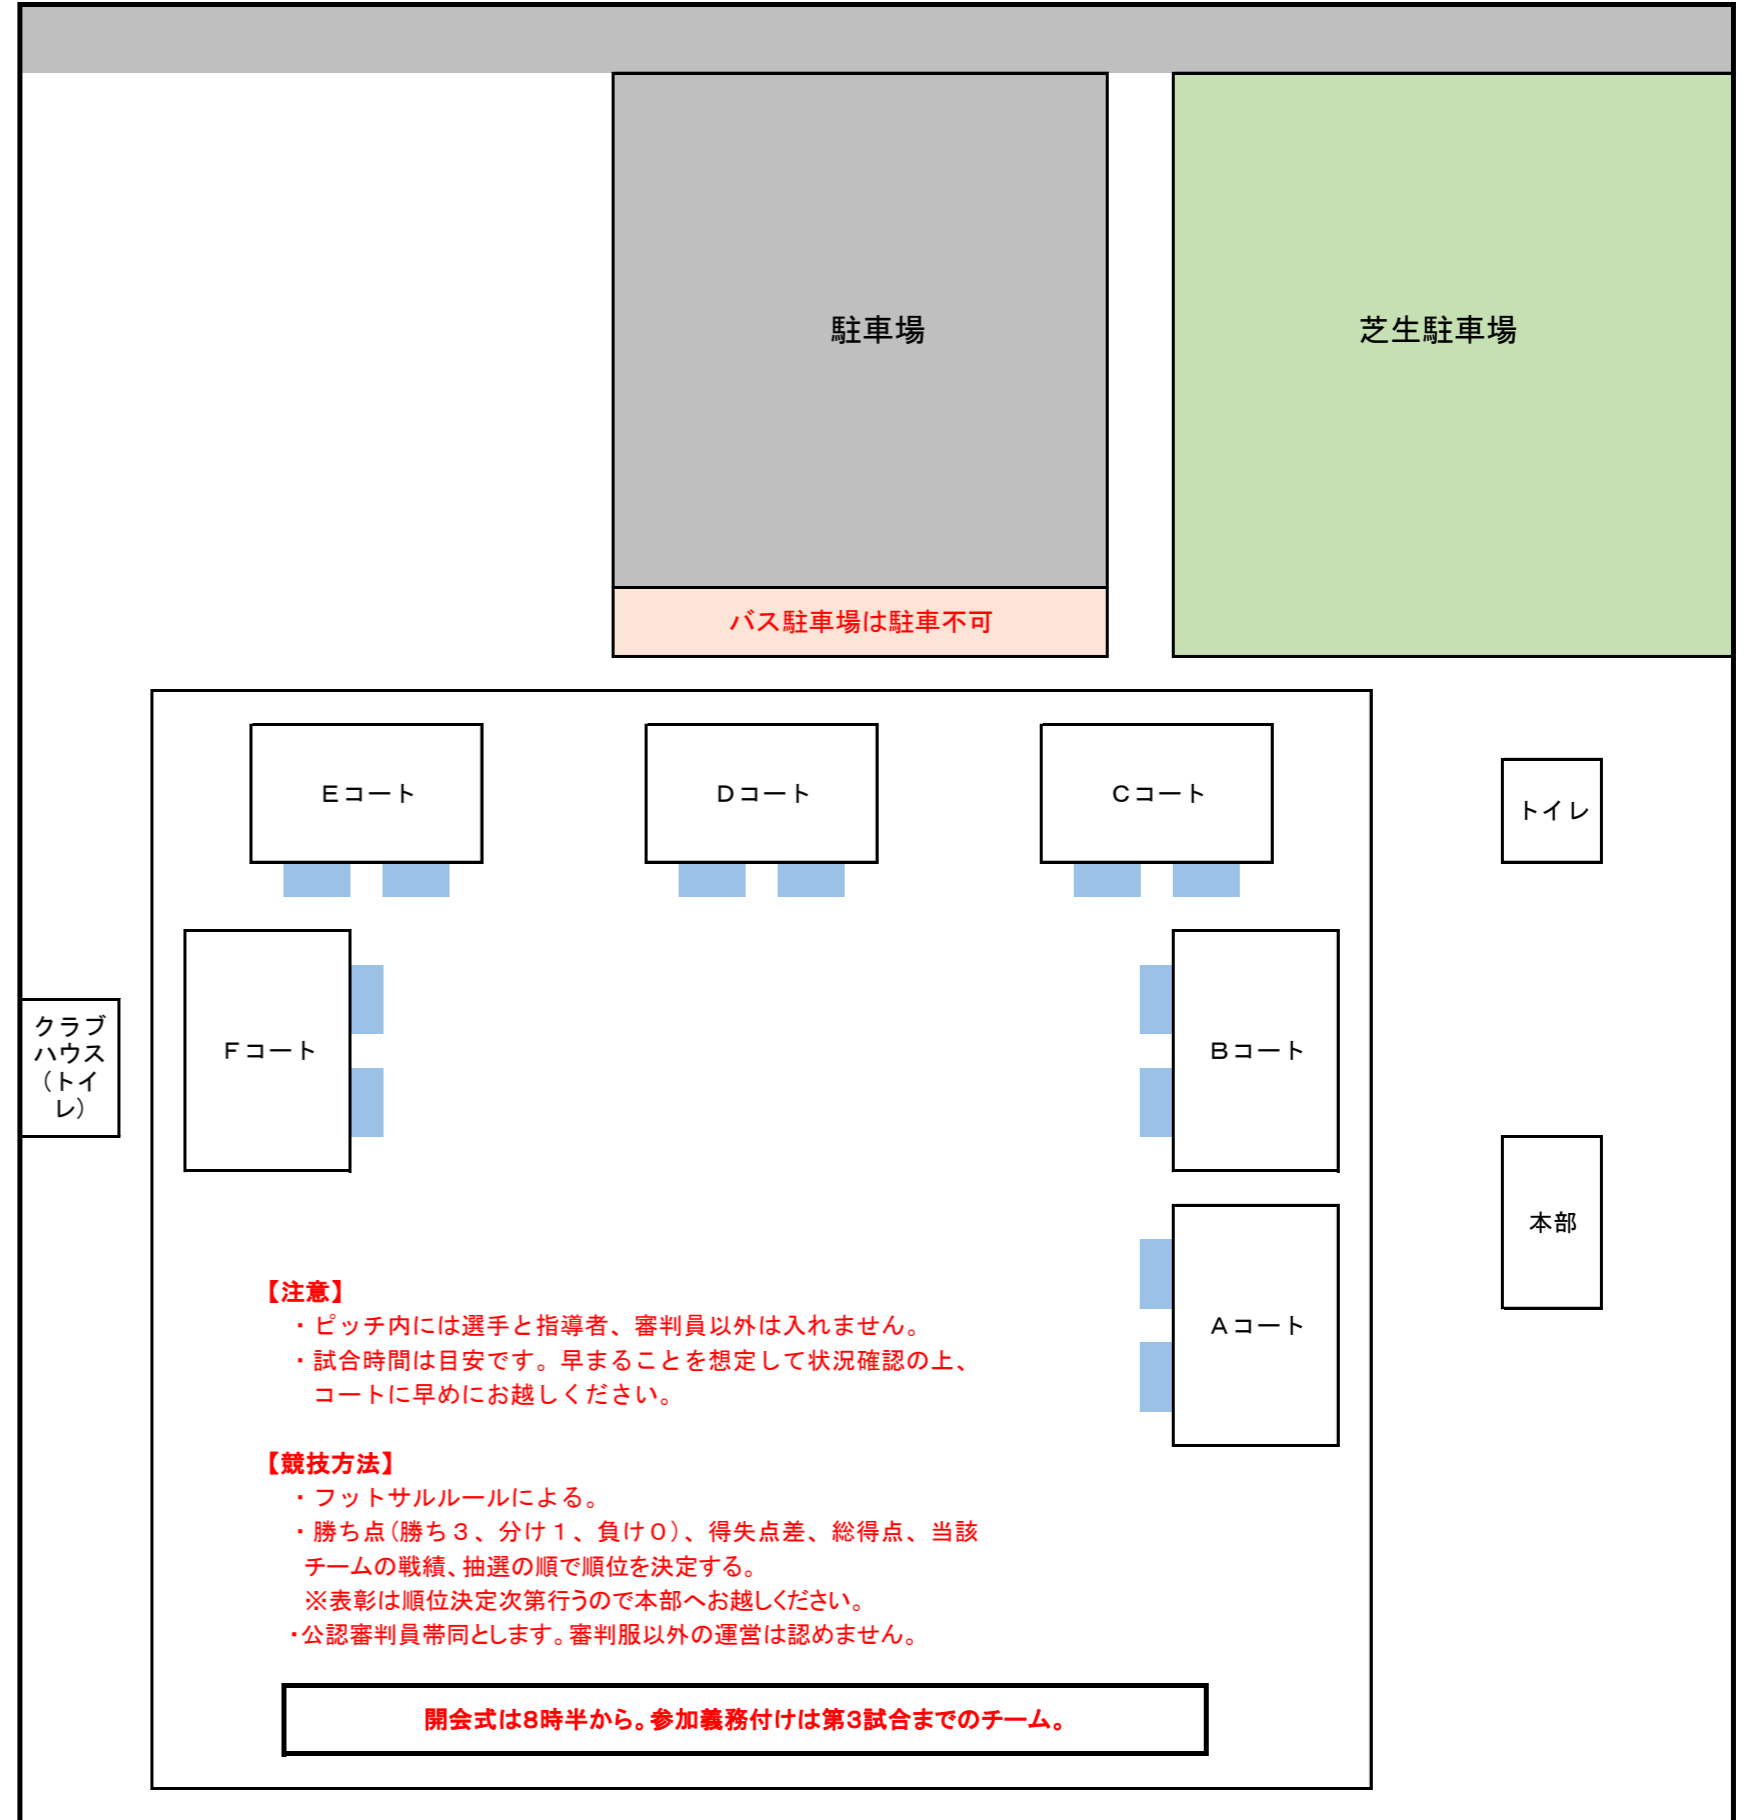 駐車場
芝生駐車場
バス駐車場は駐車不可
Ｅコート
Ｄコート
Ｃコート
トイレ
クラブ
ハウス
（トイ
レ）
Ｆコート
Ｂコート
本部
Ａコート
【注意】
・ピッチ内には選手と指導者、審判員以外は入れません。
・試合時間は目安です。早まることを想定して状況確認の上、
コートに早めにお越しください。
【競技方法】
・フットサルルールによる。
・勝ち点（勝ち３、分け１、負け０）、得失点差、総得点、当該
チームの戦績、抽選の順で順位を決定する。
※表彰は順位決定次第行うので本部へお越しください。
・公認審判員帯同とします。審判服以外の運営は認めません。
開会式は8時半から。参加義務付けは第3試合までのチーム。